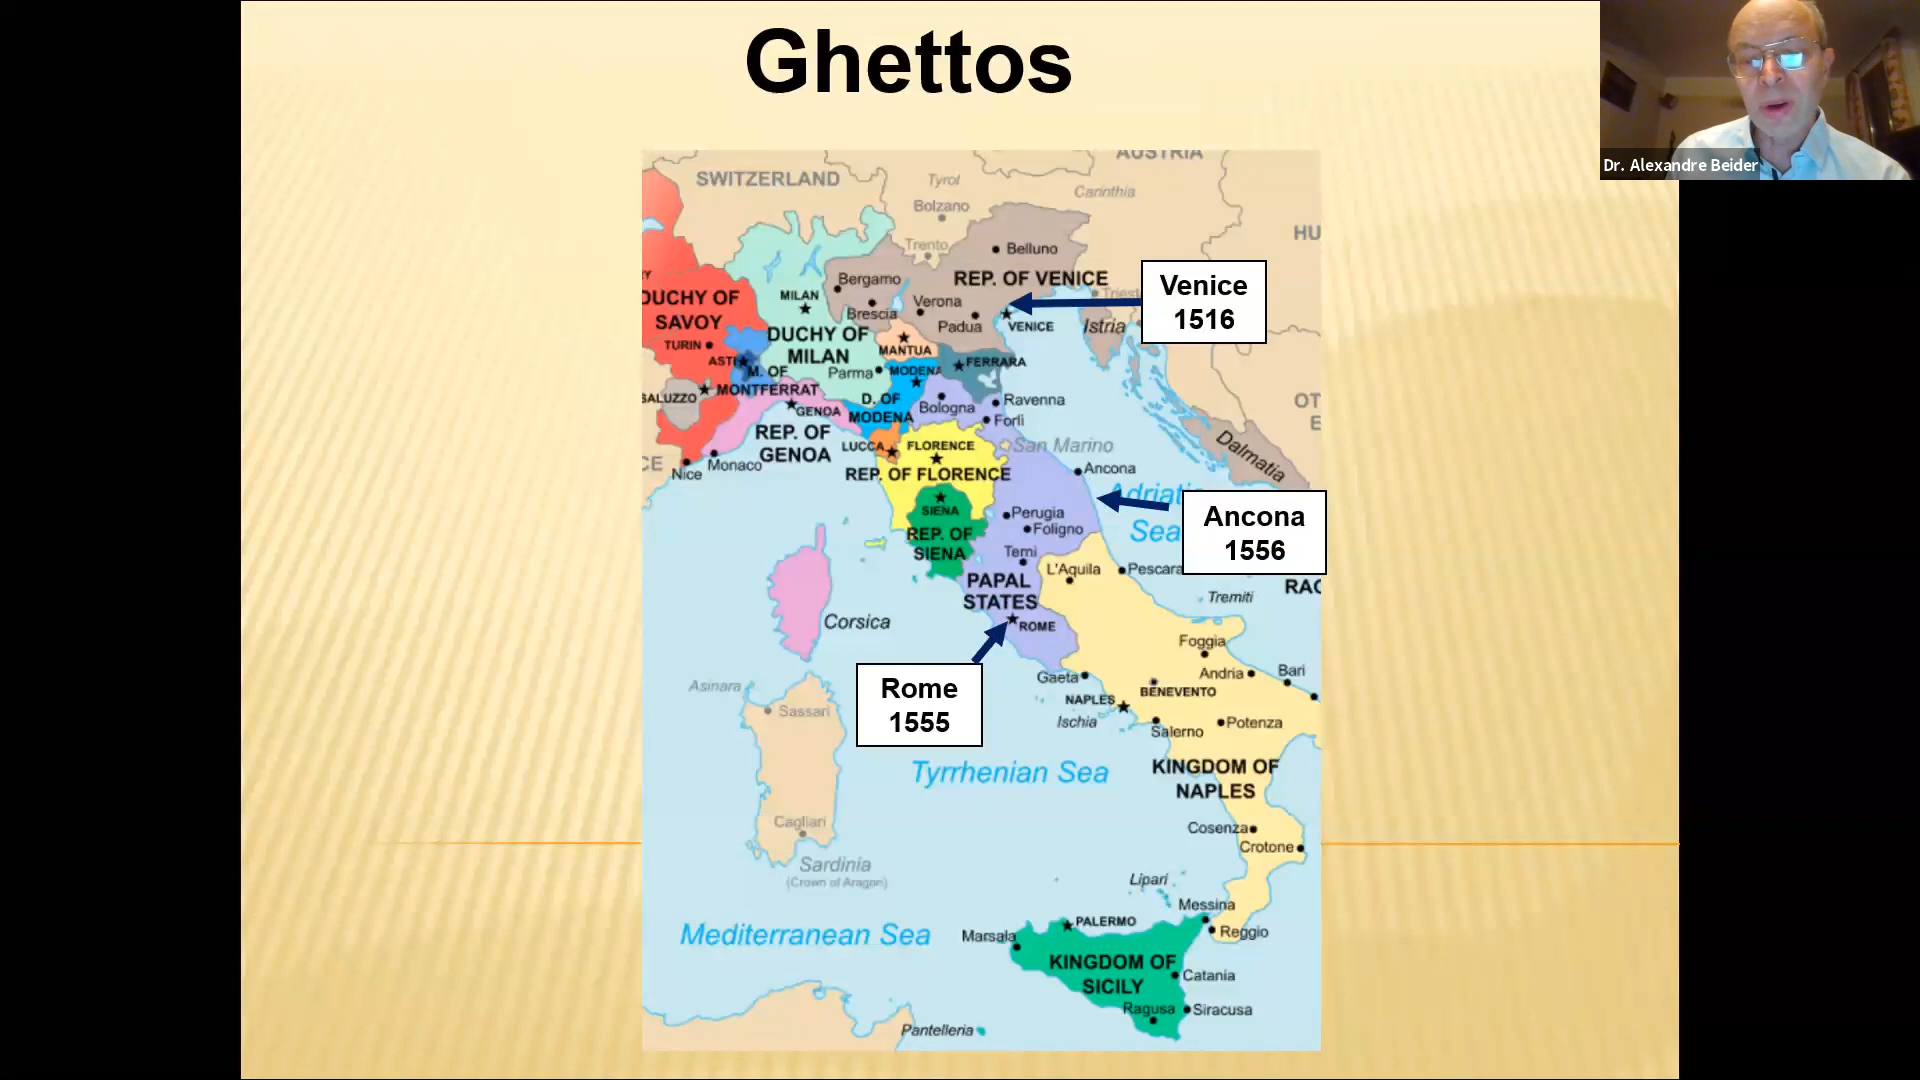 Ghettos
Dr. Alexandre Beider
AUSTRIA
SWITZERLAND
Tyrol
Carinthia
Bolzano
HU
Trento
Belluno
Bergamo
REP. OF VENICE
Venice
1516
DUCHY OF
SAVOY
MILAN
Verona
Brescia
Padua
VENICE
Istria
DUCHY OF
MILAN
TURIN
MANTUA
ASTI
M. OF
MONTFERRAT
Parma
MODENA
FERRARA
SALUZZO
GENOA
D. OF
MODENA
Bologna
Ravenna
Forlì
OT
E
REP. OF
GENOA
LUCCA
FLORENCE
San Marino
Dalmatia
CE
Nice
Monaco
REP. OF FLORENCE
Ancona
Adriatic
Sea
Ancona
1556
SIENA
REP. OF
SIENA
Perugia
Foligno
Terni
L'Aquila
Pescara
PAPAL
STATES
Tremiti
RAG
Corsica
ROME
Rome
1555
Foggia
Andria
Bari
Gaeta
BENEVENTO
NAPLES
Ischia
Salerno
Potenza
Asinara
Sassari
Tyrrhenian Sea
KINGDOM OF
NAPLES
Cagliari
Sardinia
(Crown of Aragon)
Cosenza
Crotone
Lipari
Messina
Reggio
Mediterranean Sea
Marsala
PALERMO
KINGDOM OF
SICILY
Catania
Ragusa
Siracusa
Pantelleria